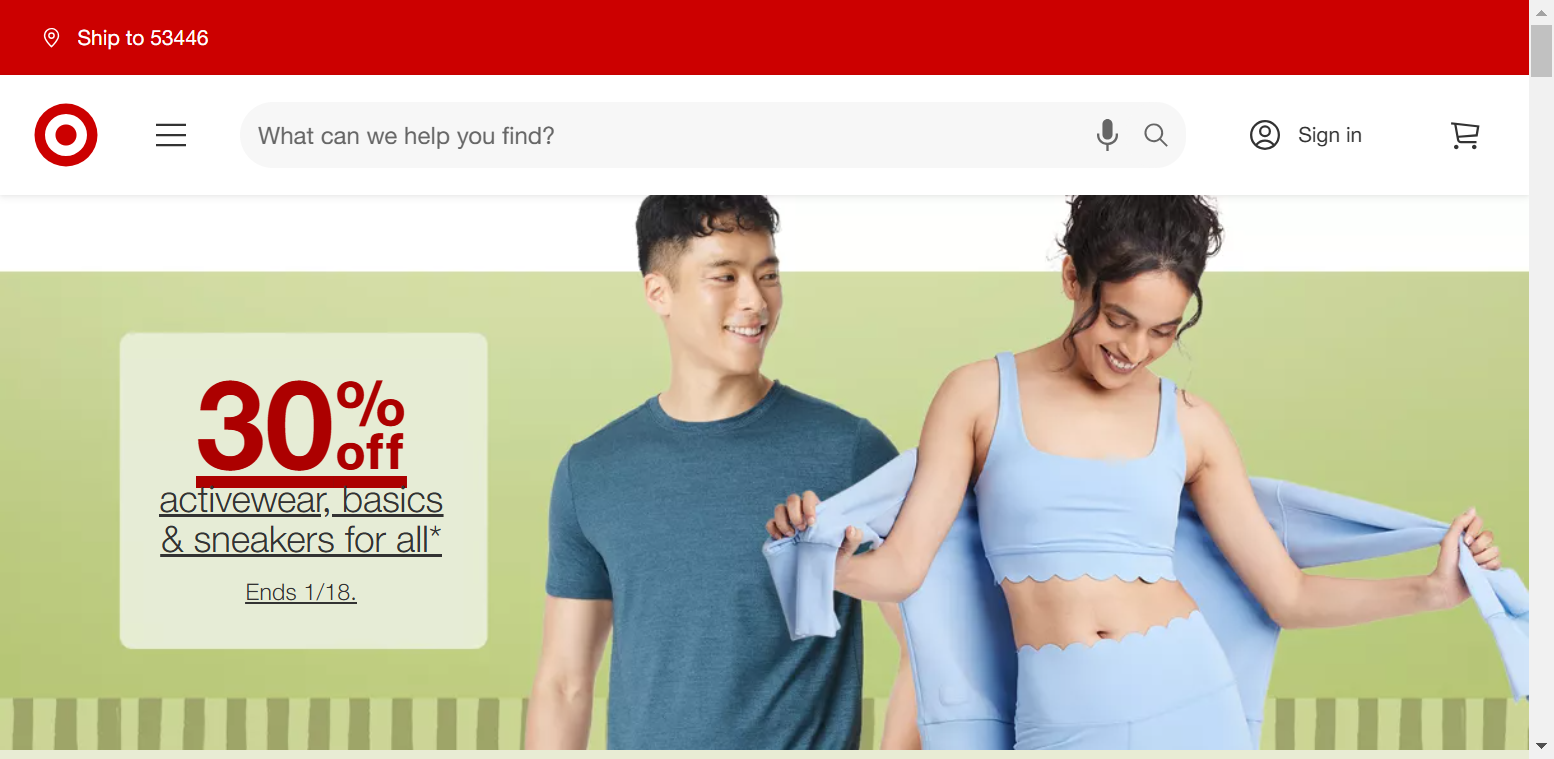 Ship to 53446
What can we help you find?
Sign in
30% off
activewear, basics
& sneakers for all*
Ends 1/18.